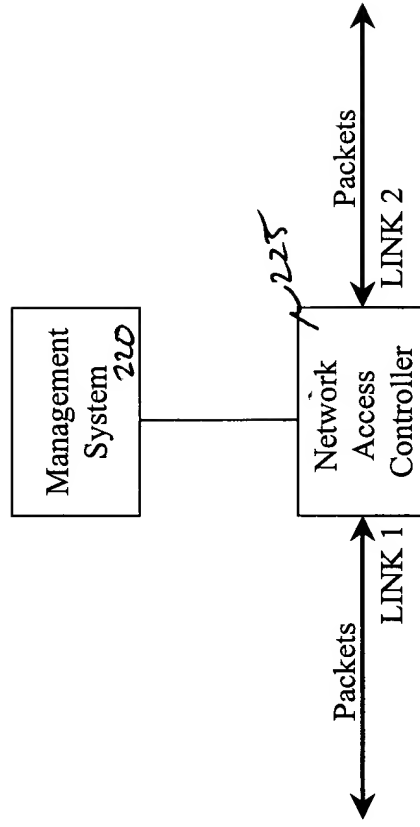 Management
System
220
Packets
LINK 1
Network
Access
Controller
225
Packets
LINK 2